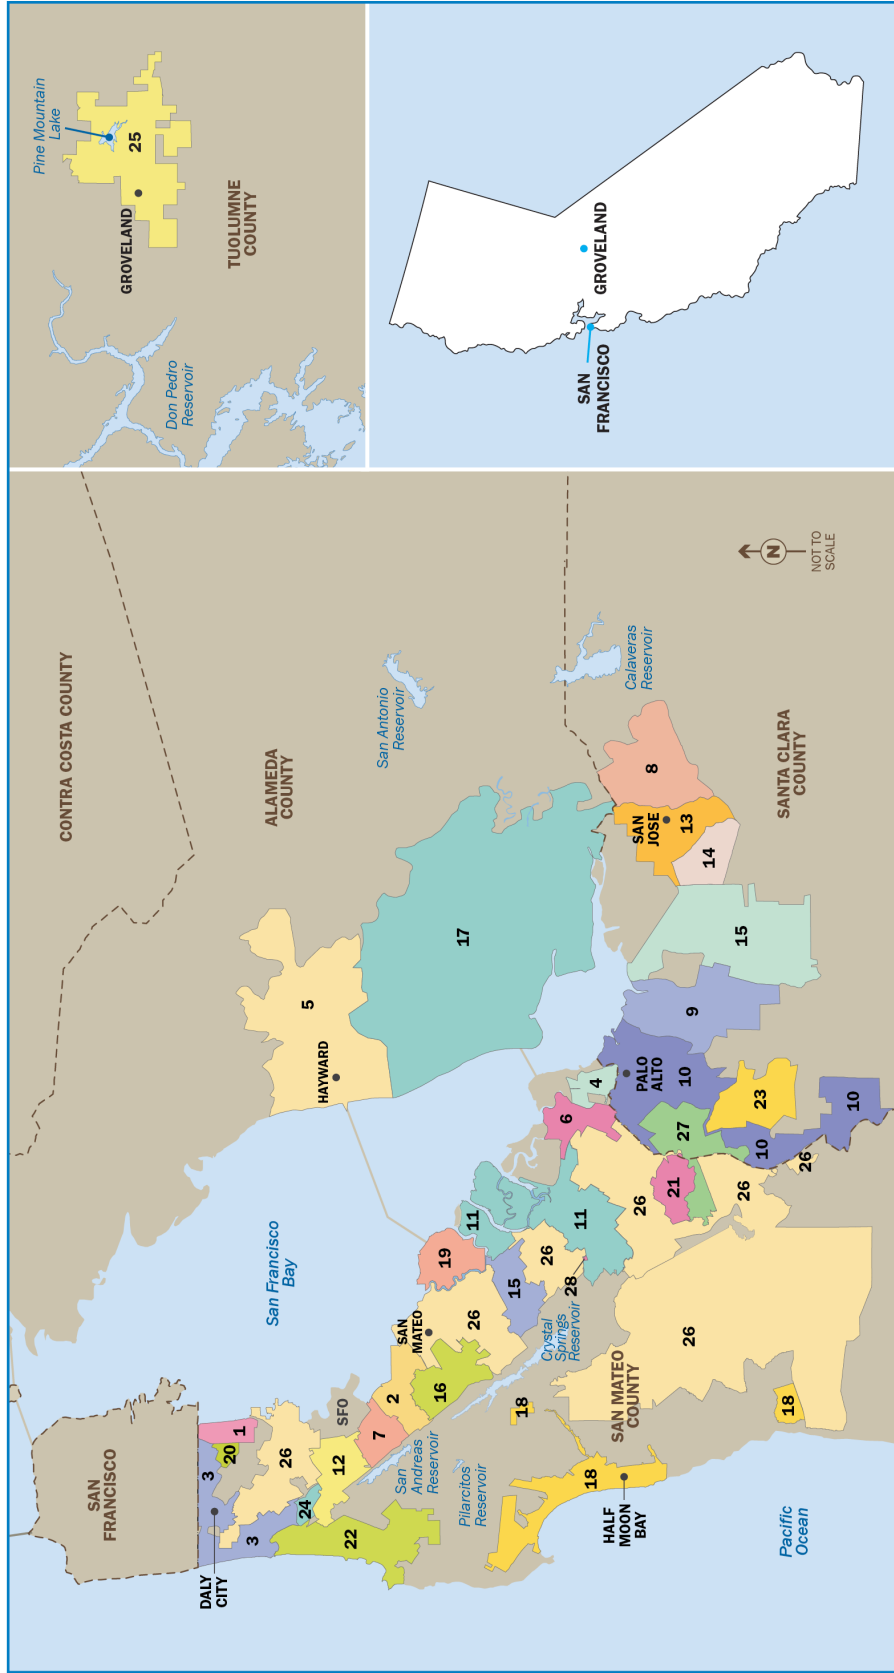 SAN
FRANCISCO
CONTRA COSTA COUNTY
ALAMEDA
COUNTY
San Francisco
Bay
DALY
CITY
3
20
1
3
26
24
12
SFO
22
7
2
16
SAN
MATEO
26
19
11
15
26
28
11
HAYWARD
5
17
San Antonio
Reservoir
San
Andreas
Reservoir
Pilarcitos
Reservoir
Crystal
Springs
Reservoir
18
18
HALF
MOON
BAY
SAN MATEO
COUNTY
26
18
Pacific
Ocean
6
4
26
21
27
26
26
PALO
ALTO
10
10
10
23
9
15
14
SAN
JOSE
13
8
Calaveras
Reservoir
SANTA CLARA
COUNTY
N
NOT TO
SCALE
Pine Mountain
Lake
25
GROVELAND
TUOLUMNE
COUNTY
Don Pedro
Reservoir
SAN
FRANCISCO
GROVELAND